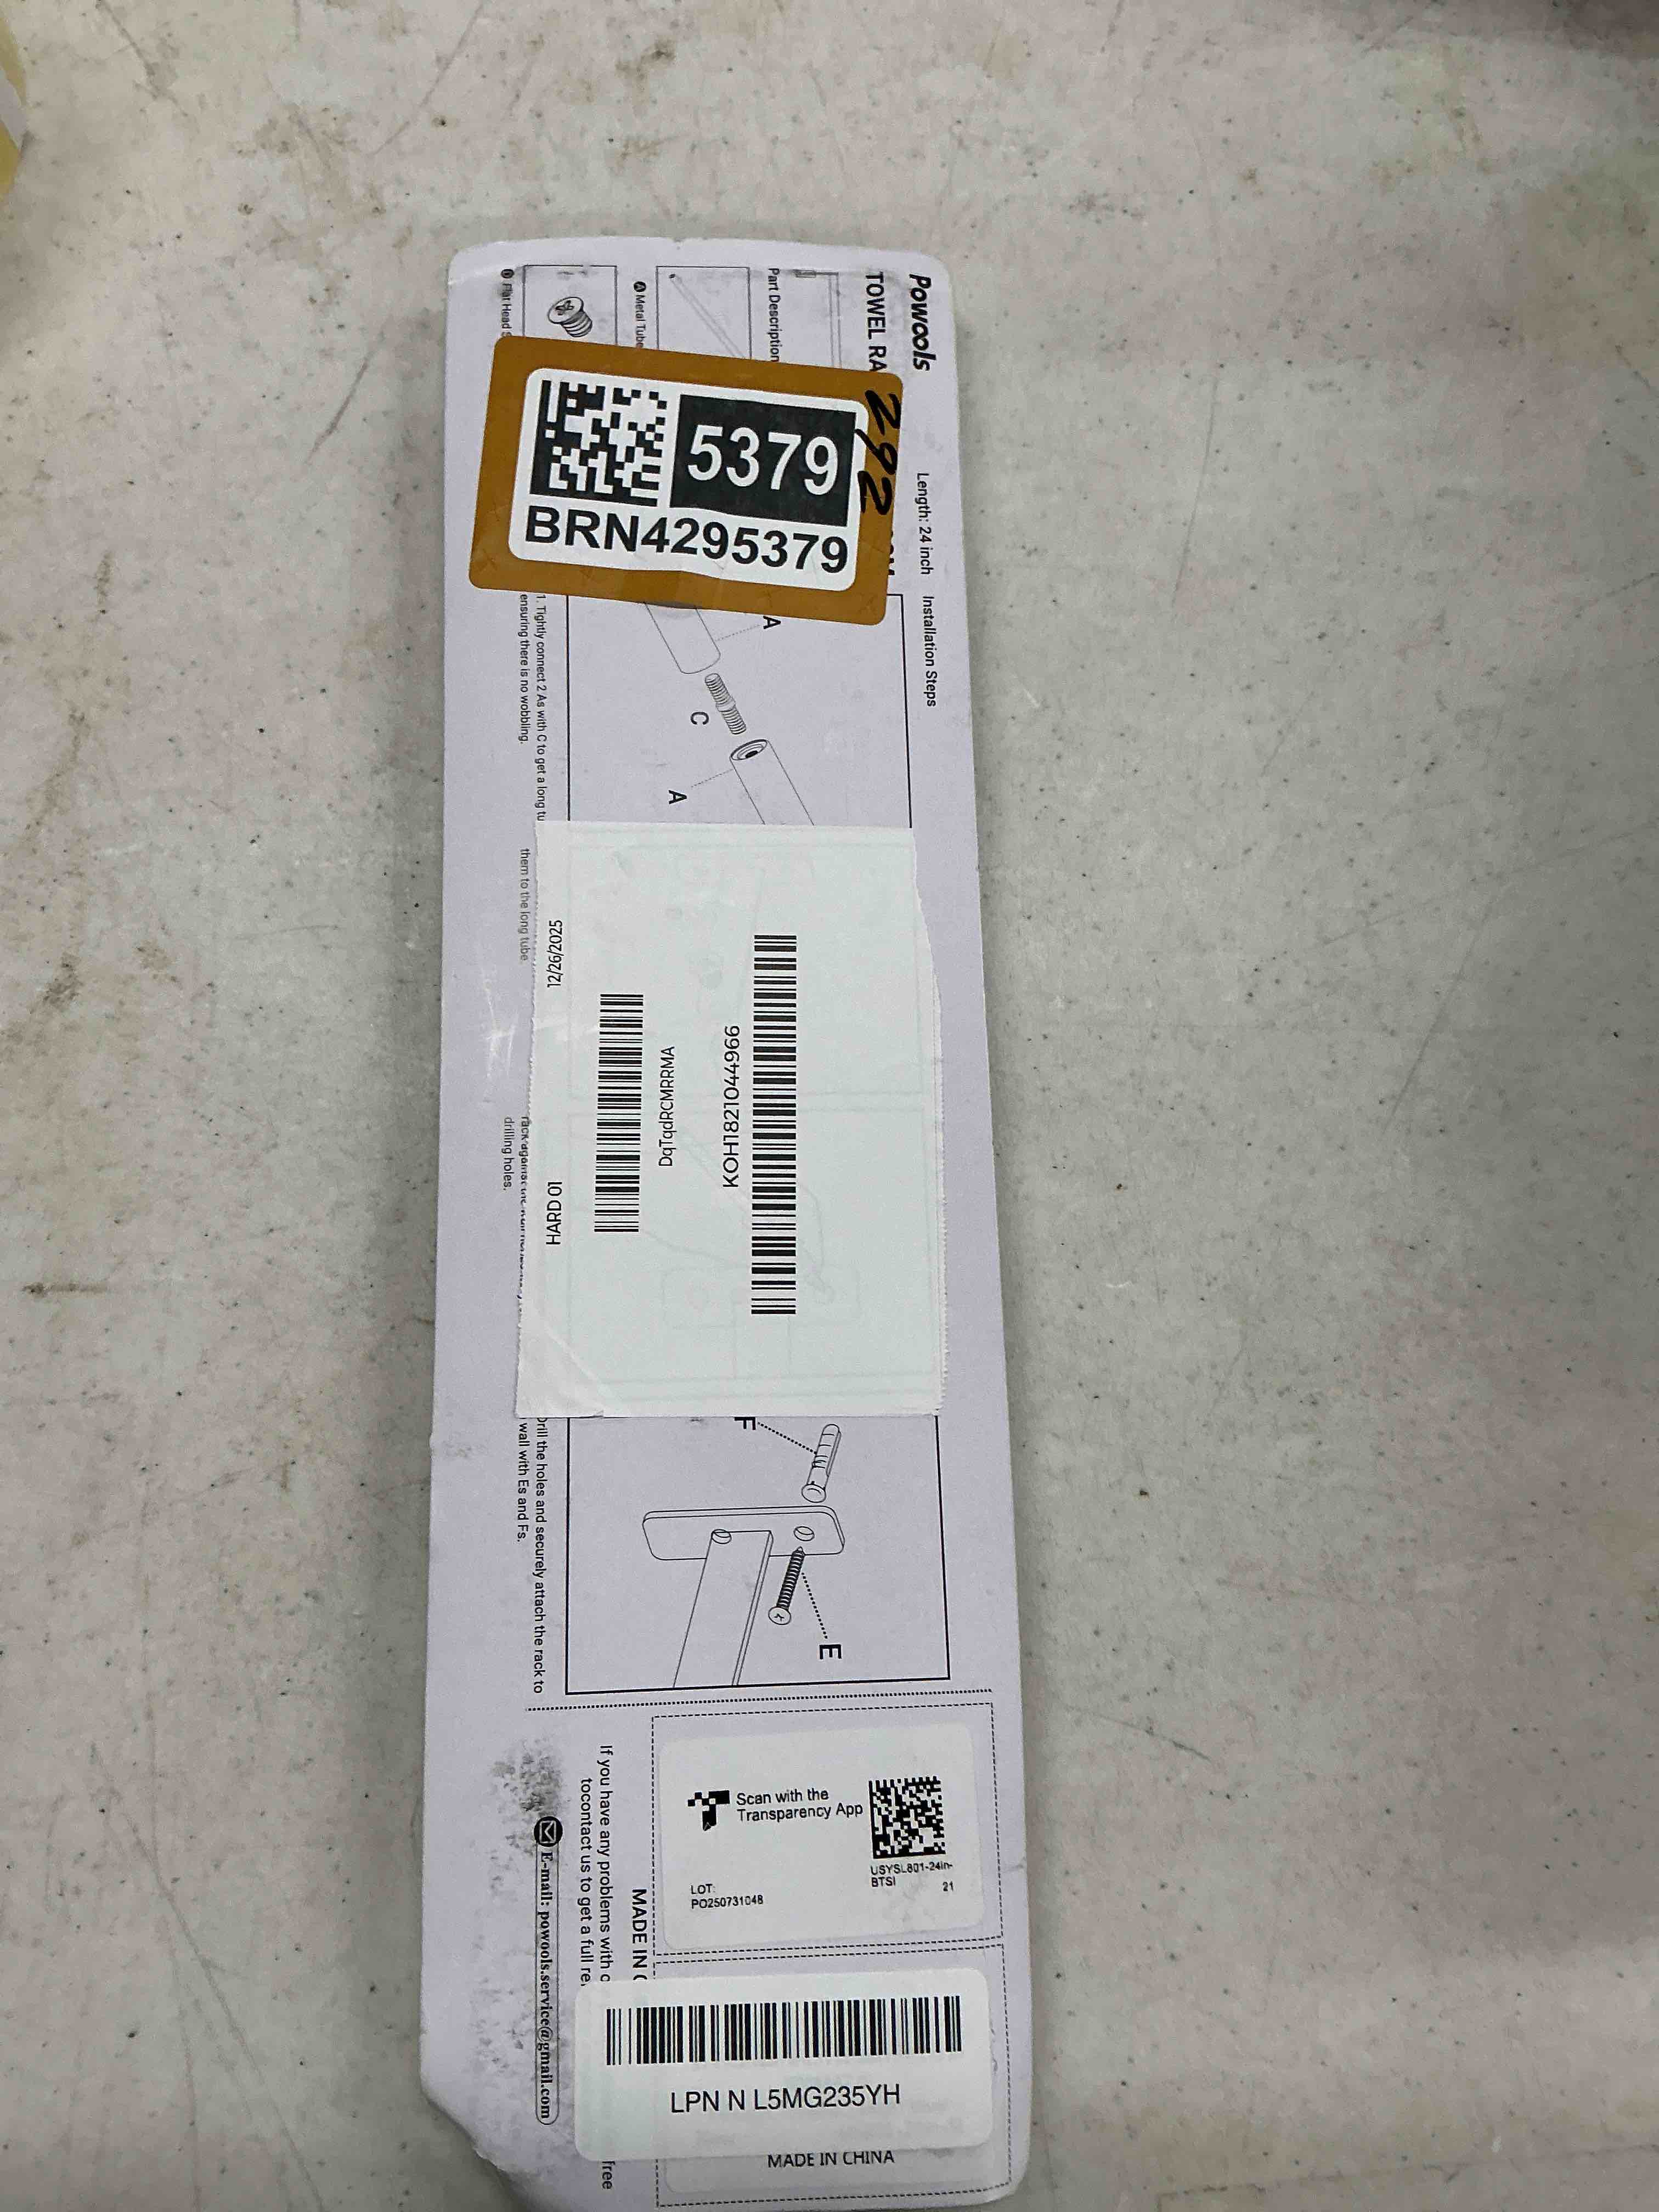 Powools
TOWEL RA
Length: 24 inch
Installation Steps
Part Description
A Metal Tube
D Flat Head S
292
5379
BRN4295379
A
C
A
1. Tightly connect 2 As with C to get a long tu
ensuring there is no wobbling.
them to the long tube.
drilling holes.
12/26/2025
HARD 01
DqTqdRCMRRMA
KOH1821044966
F
E
Drill the holes and securely attach the rack to
wall with Es and Fs.
Scan with the
Transparency App
USYSL801-24in-
BTSI
21
LOT:
PO250731048
MADE IN
If you have any problems with
tocontact us to get a full re
free
E-mail: powools.service@gmail.com
LPN N L5MG235YH
MADE IN CHINA